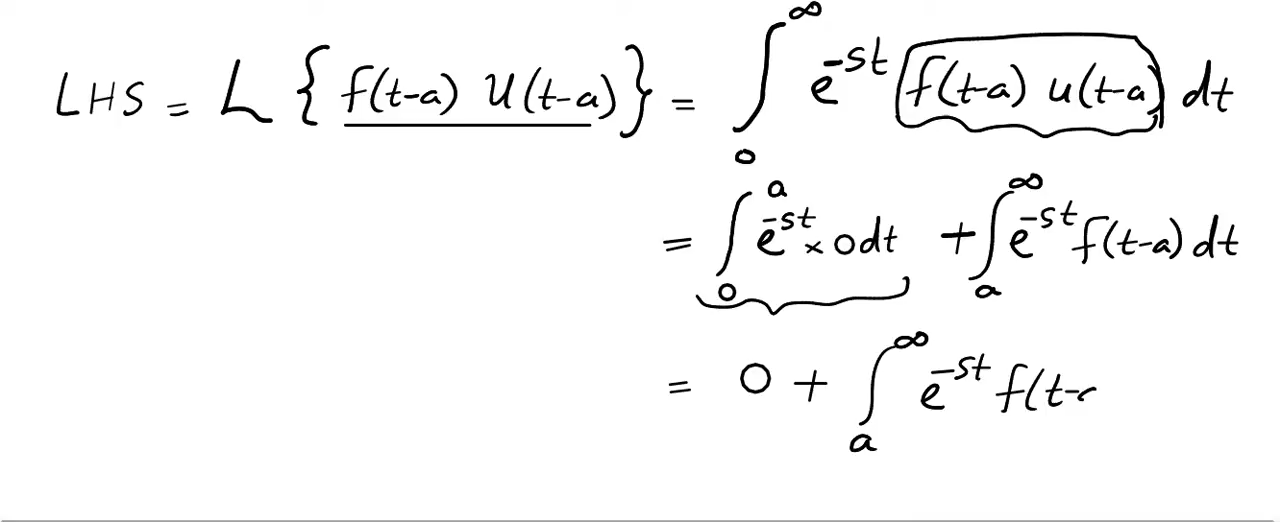 LHS = L { f(t-a) U(t-a) } = ∫₀^∞ e^{-st} f(t-a) u(t-a) dt
= ∫₀^a e^{-st} × 0 dt + ∫ₐ^∞ e^{-st} f(t-a) dt
= 0 + ∫ₐ^∞ e^{-st} f(t-